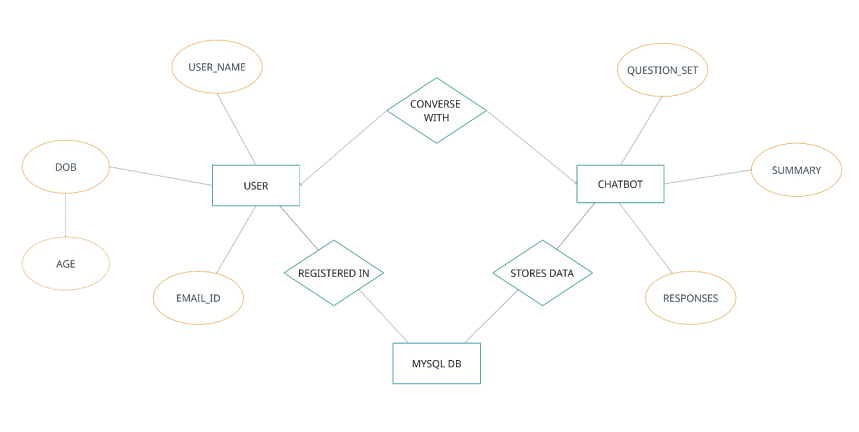 USER_NAME
QUESTION_SET
CONVERSE
WITH
DOB
USER
CHATBOT
SUMMARY
AGE
REGISTERED IN
STORES DATA
EMAIL_ID
RESPONSES
MYSQL DB